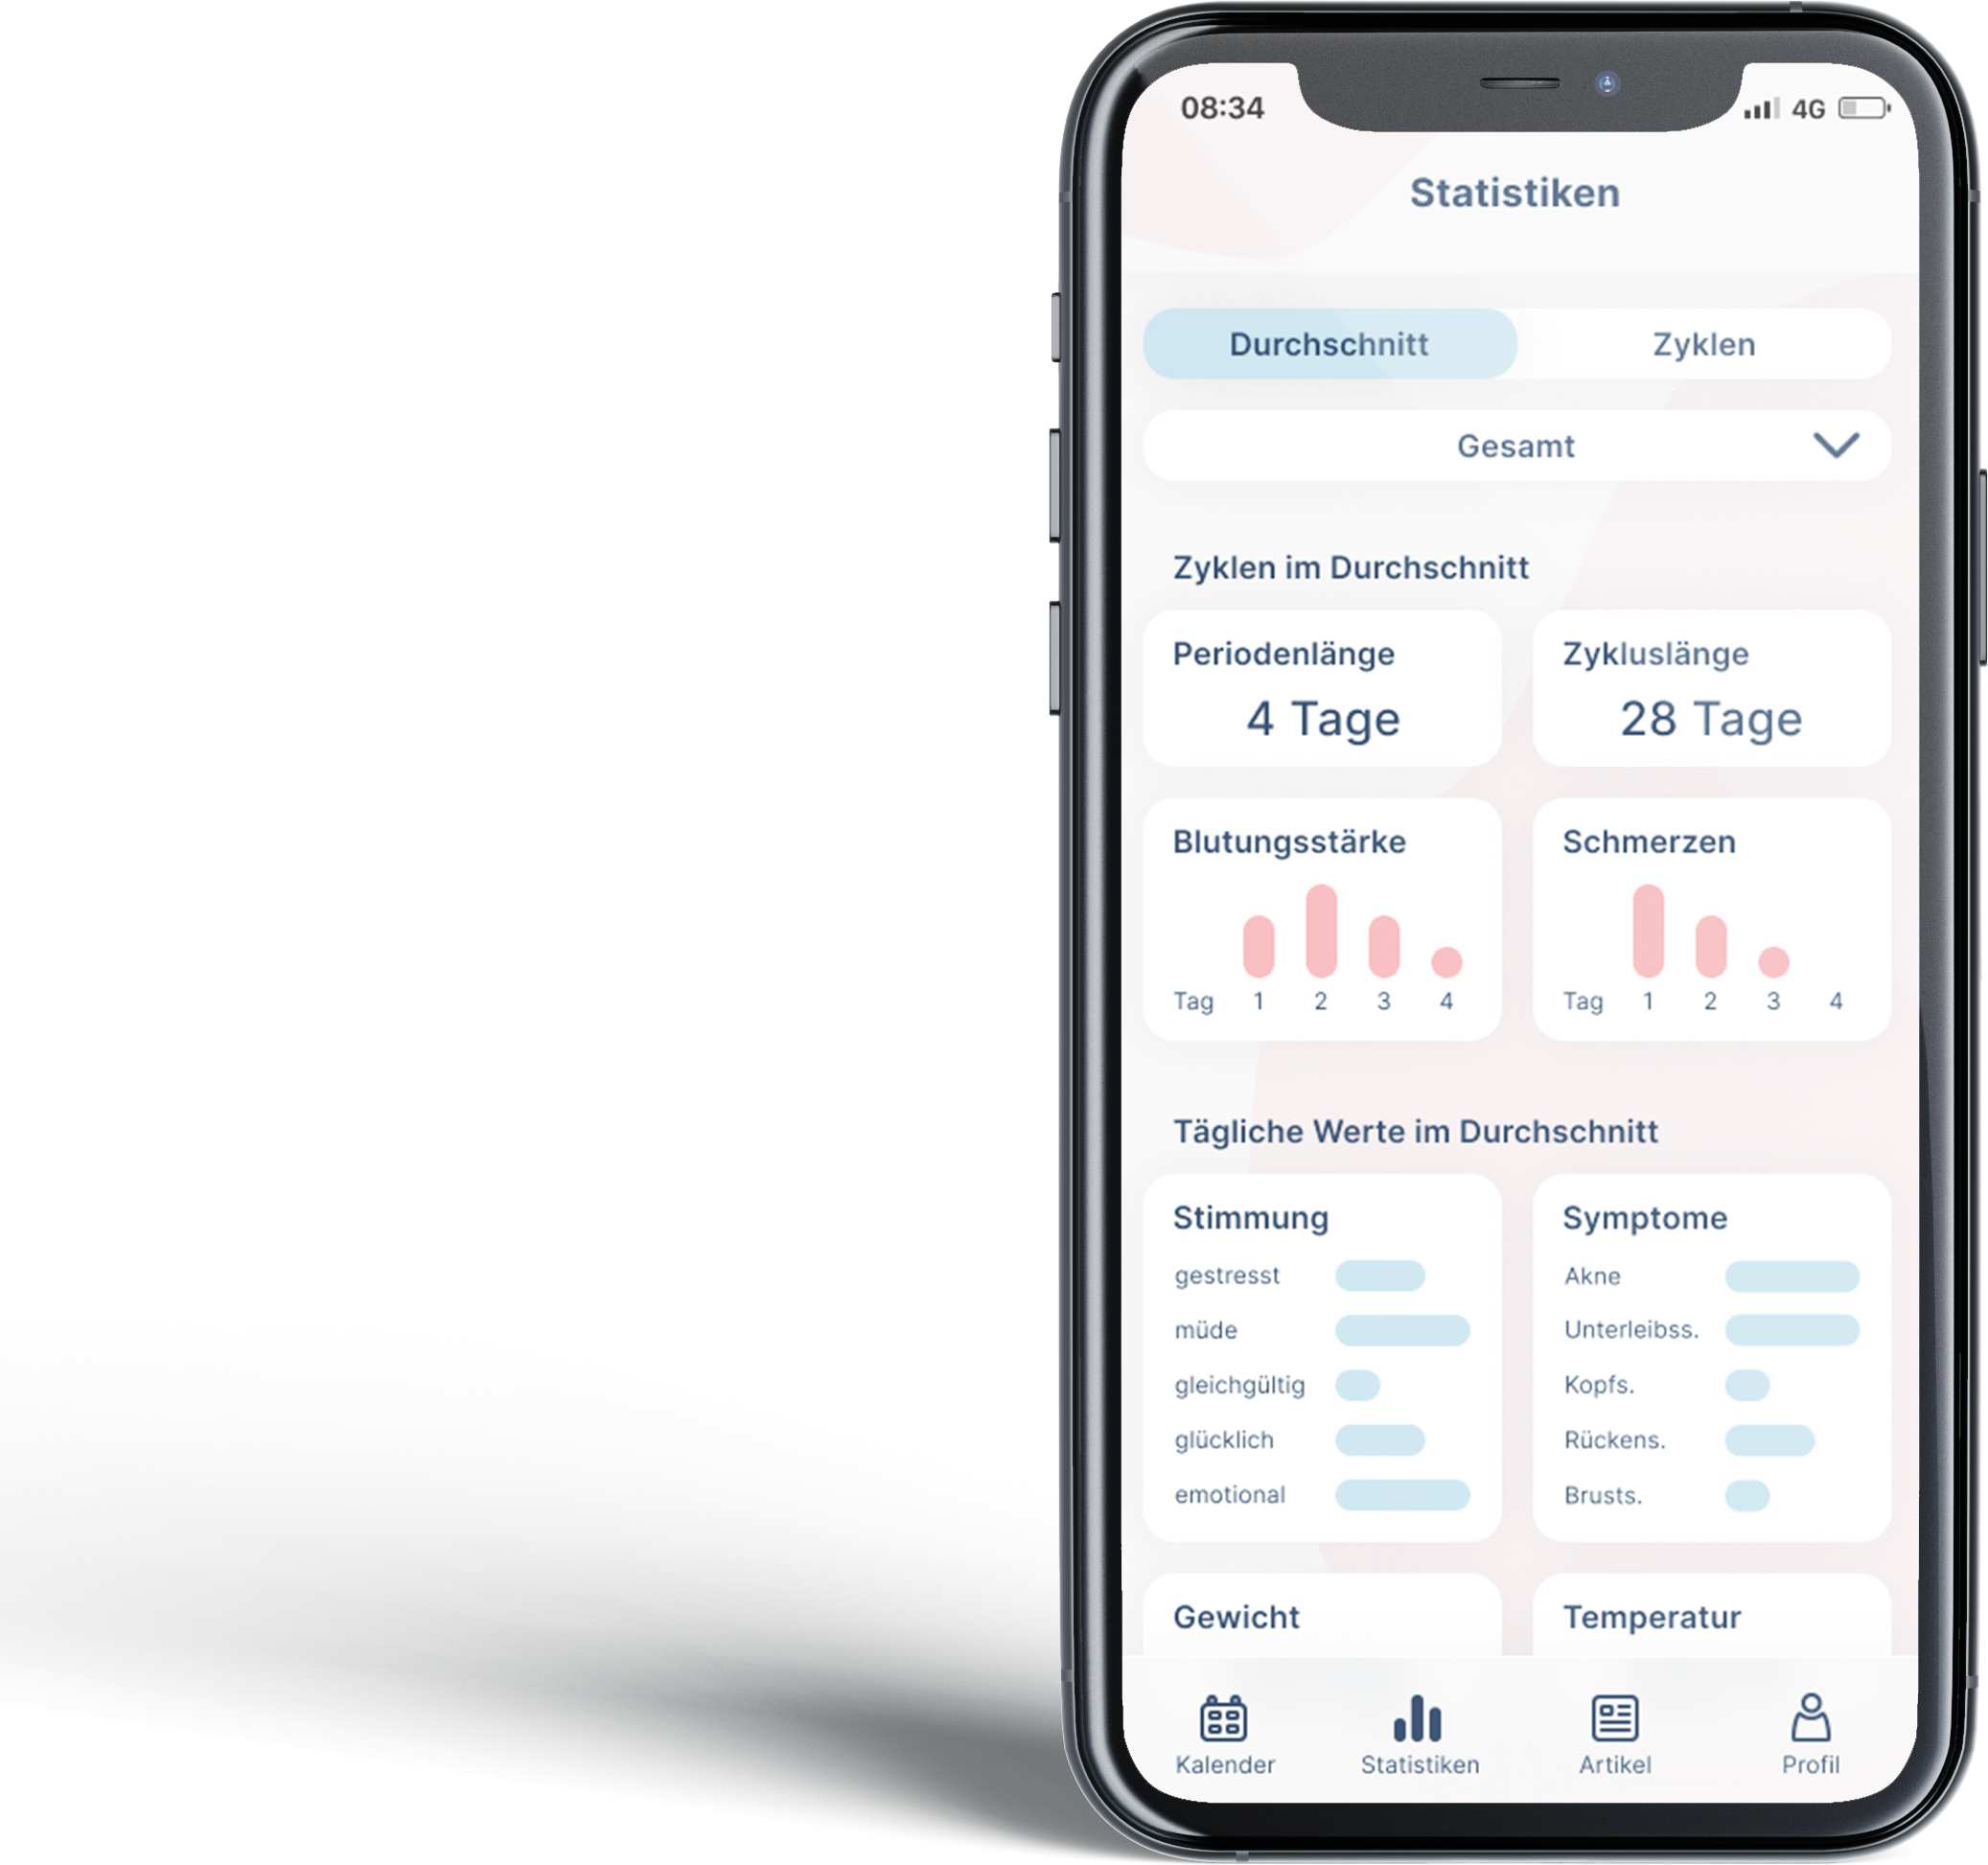 08:34 4G
Statistiken
Durchschnitt Zyklen
Gesamt
Zyklen im Durchschnitt
Periodenlänge Zykluslänge
4 Tage 28 Tage
Blutungsstärke Schmerzen
Tag 1 2 3 4 Tag 1 2 3 4
Tägliche Werte im Durchschnitt
Stimmung Symptome
gestresst Akne
müde Unterleibss.
gleichgültig Kopfs.
glücklich Rückens.
emotional Brusts.
Gewicht Temperatur
Kalender Statistiken Artikel Profil